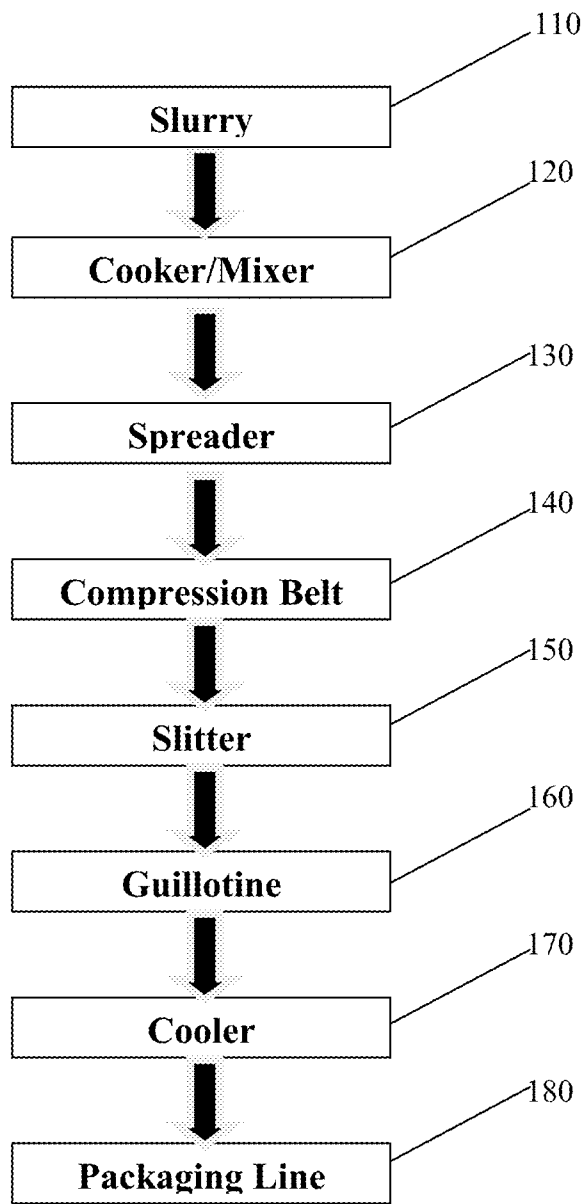 110
Slurry
120
Cooker/Mixer
130
Spreader
140
Compression Belt
150
Slitter
160
Guillotine
170
Cooler
180
Packaging Line